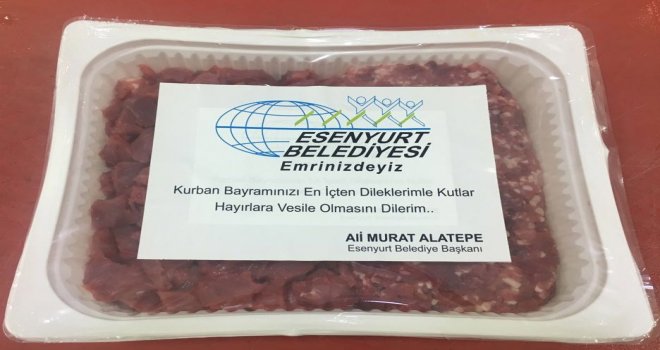 ESENYURT
BELEDİYESİ
Emrinizdeyiz
Kurban Bayramınızı En İçten Dileklerimle Kutlar
Hayırlara Vesile Olmasını Dilerim..
Ali MURAT ALATEPE
Esenyurt Belediye Başkanı